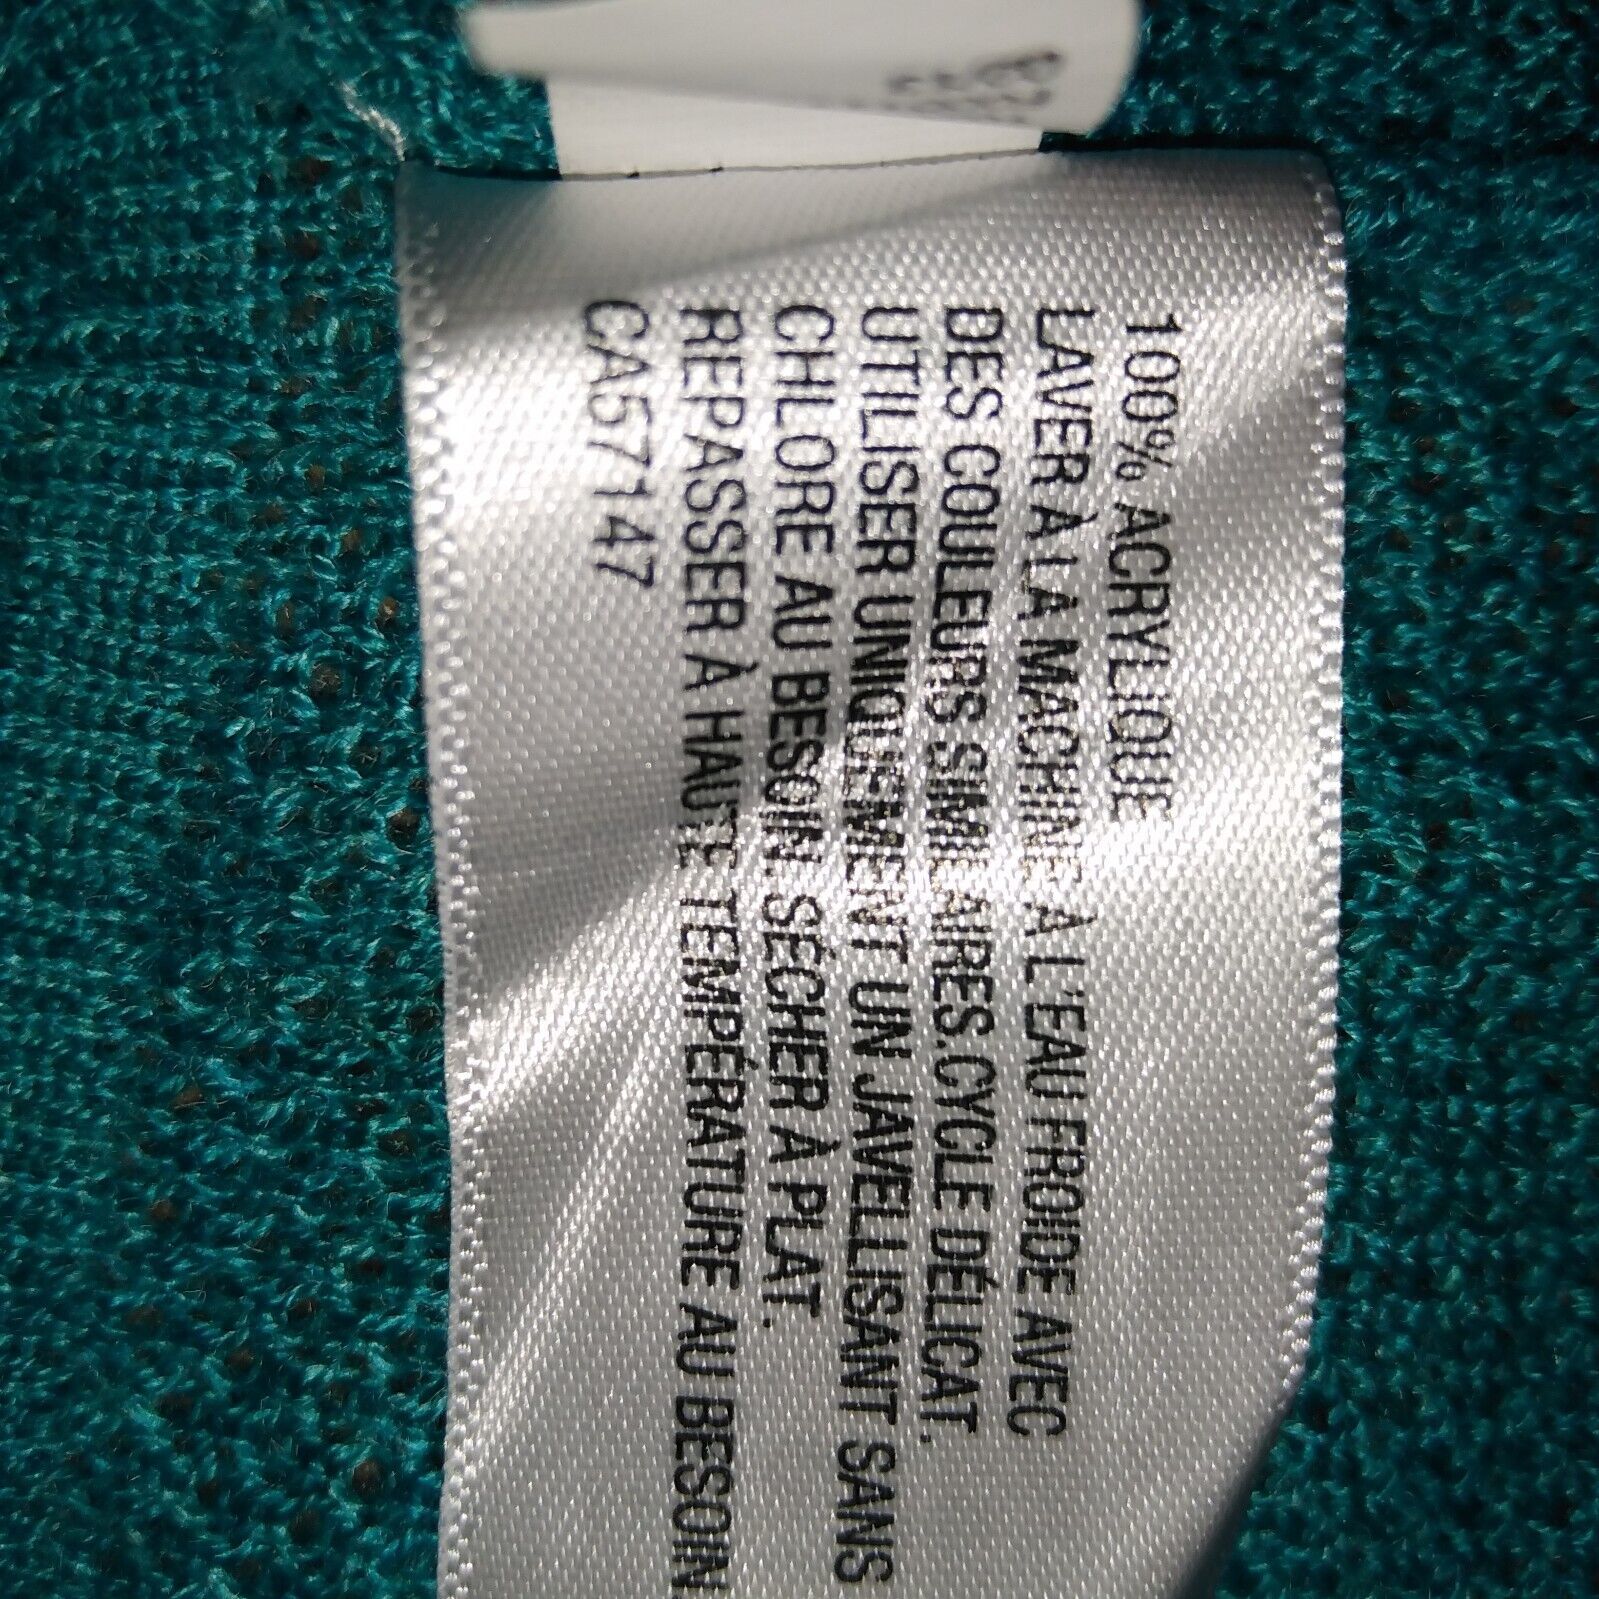 100% ACRYLIQUE
LAVER À LA MACHINE A L'EAU FROIDE AVEC
DES COULEURS SIMILAIRES.CYCLE DÉLICAT.
UTILISER UNIQUEMENT UN JAVELLISANT SANS
CHLORE AU BESOIN. SÉCHER À PLAT.
REPASSER À HAUTE TEMPÉRATURE AU BESOIN.
CA57147